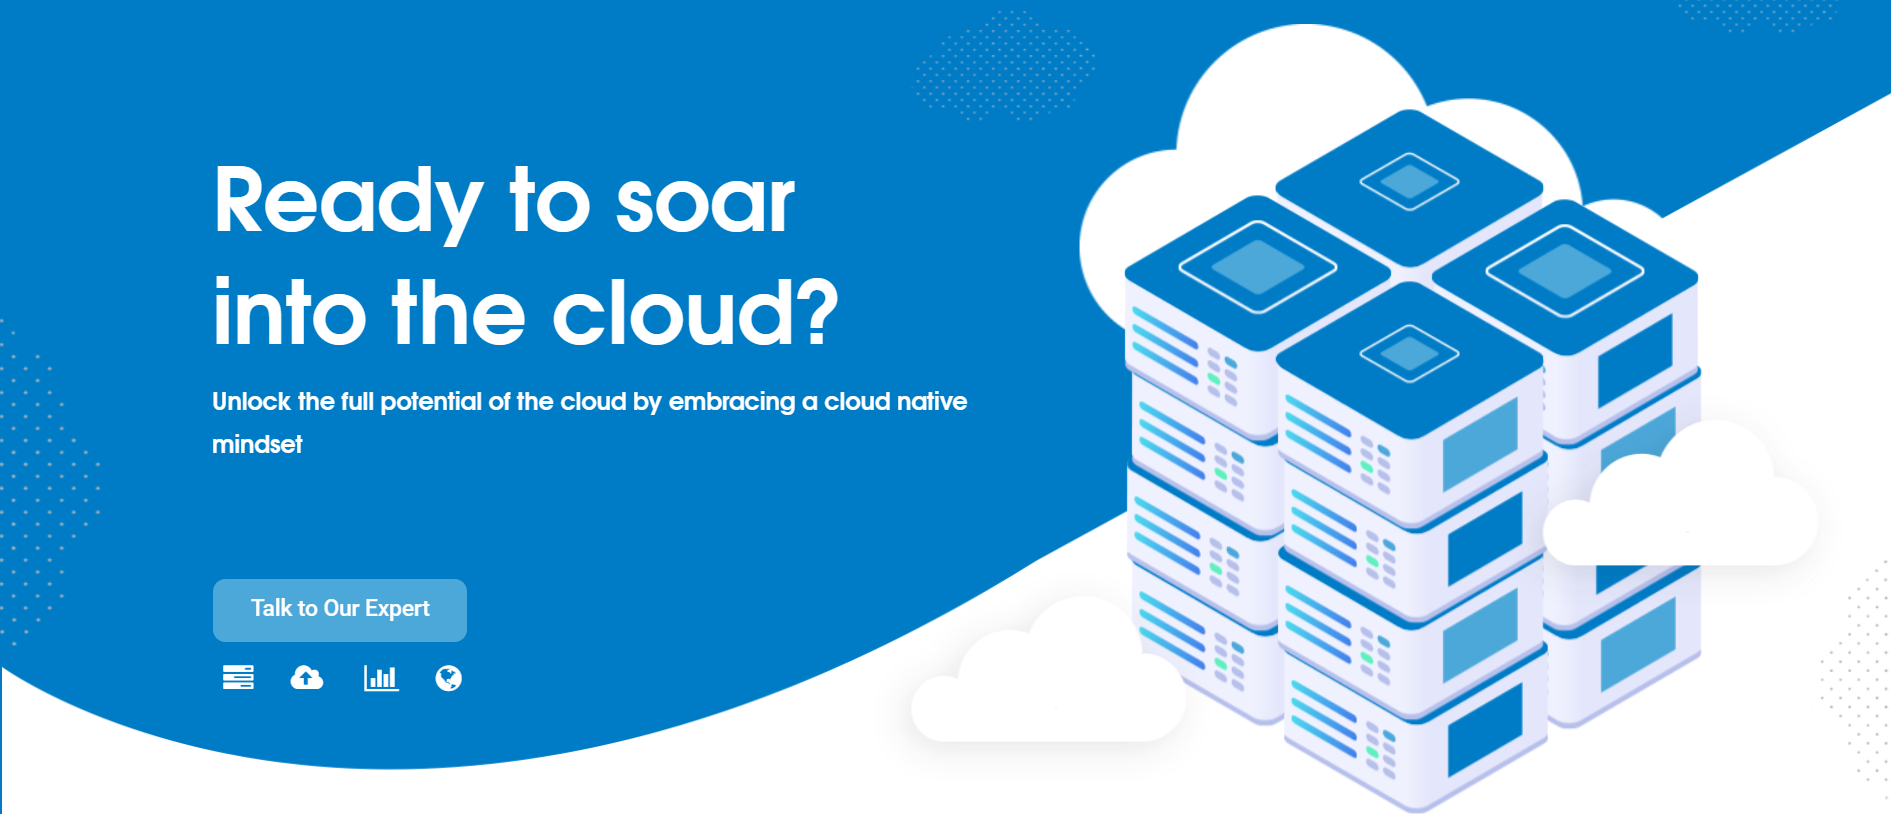 Ready to soar
into the cloud?
Unlock the full potential of the cloud by embracing a cloud native
mindset
Talk to Our Expert